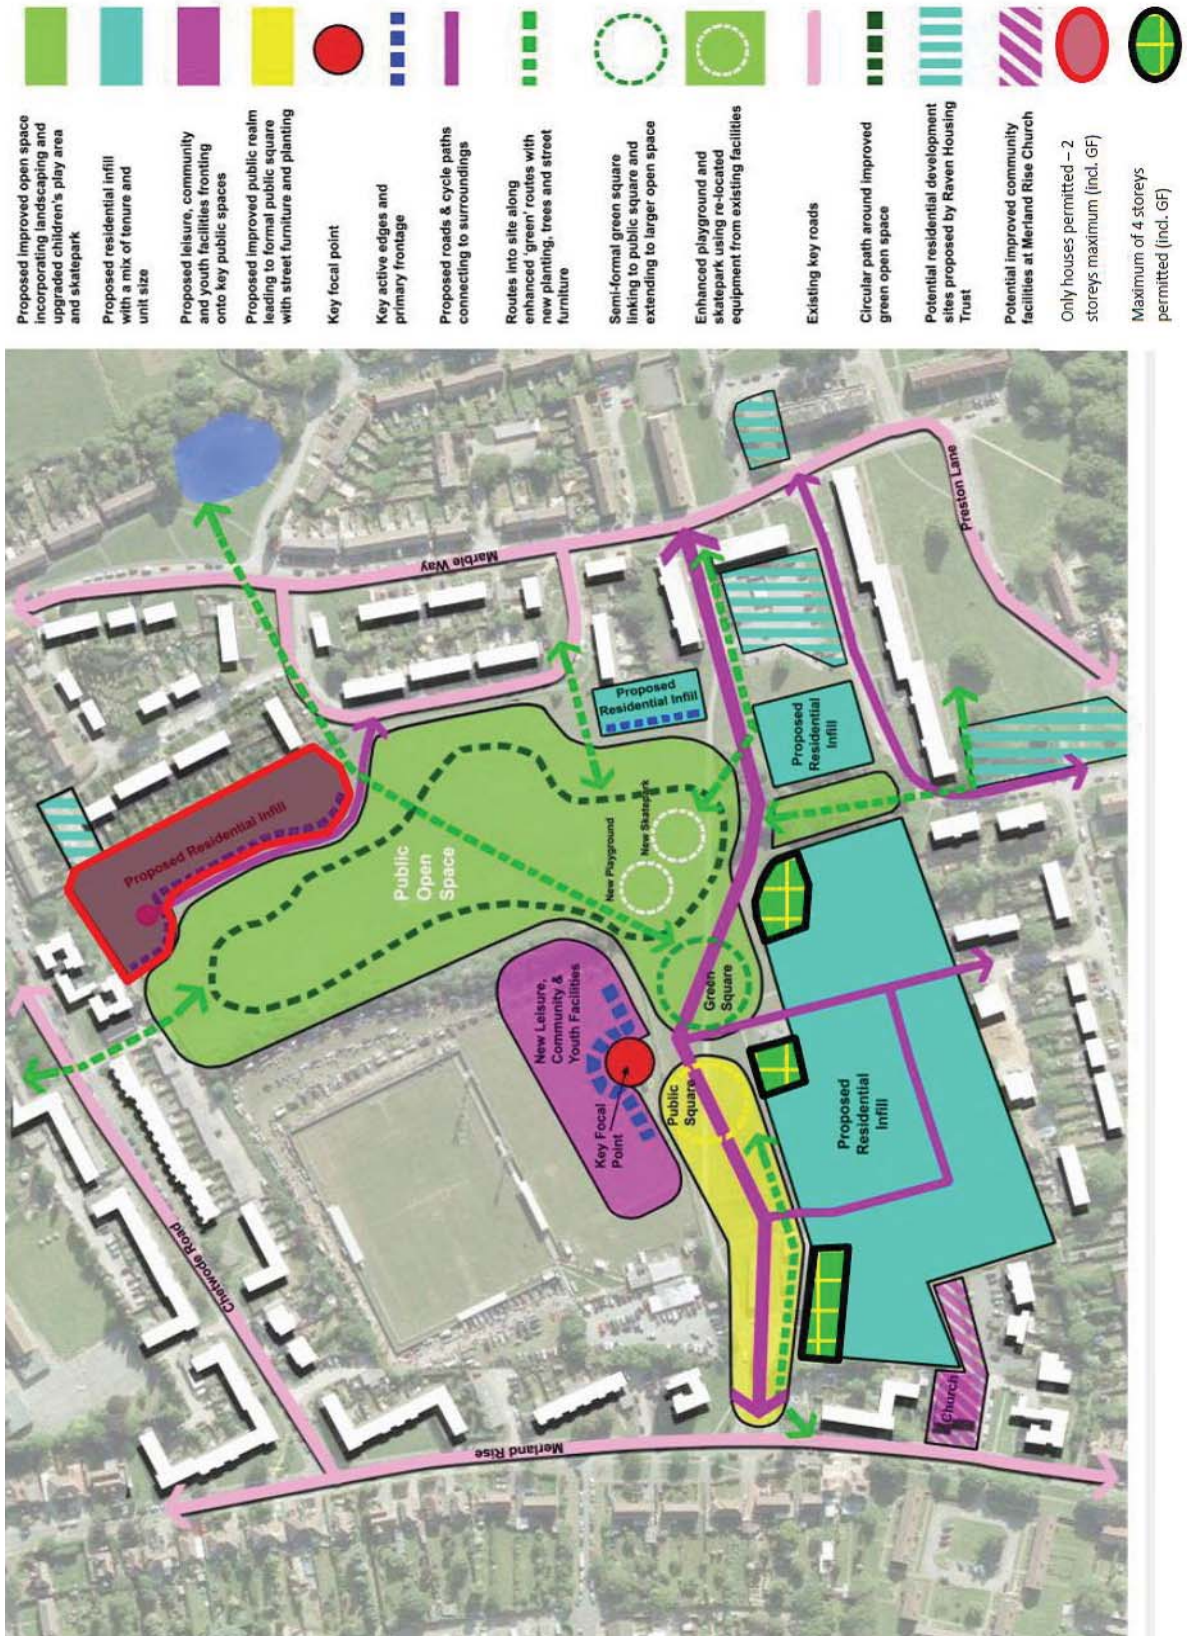 Proposed improved open space
incorporating landscaping and
upgraded children's play area
and skatepark
Proposed residential infill
with a mix of tenure and
unit size
Proposed leisure, community
and youth facilities fronting
onto key public spaces
Proposed improved public realm
leading to formal public square
with street furniture and planting
Key focal point
Key active edges and
primary frontage
Proposed roads & cycle paths
connecting to surroundings
Routes into site along
enhanced 'green' routes with
new planting, trees and street
furniture
Semi-formal green square
linking to public square and
extending to larger open space
Enhanced playground and
skatepark using re-located
equipment from existing facilities
Existing key roads
Circular path around improved
green open space
Potential residential development
sites proposed by Raven Housing
Trust
Potential improved community
facilities at Merland Rise Church
Only houses permitted – 2
storeys maximum (incl. GF)
Maximum of 4 storeys
permitted (incl. GF)
Marble Way
Preston Lane
Proposed
Residential Infill
Proposed
Residential
Infill
Proposed Residential Infill
Public
Open
Space
New Playground
New Skatepark
Green
Square
New Leisure,
Community &
Youth Facilities
Key Focal
Point
Public
Square
Proposed
Residential
Infill
Chetwode Road
Merland Rise
Church